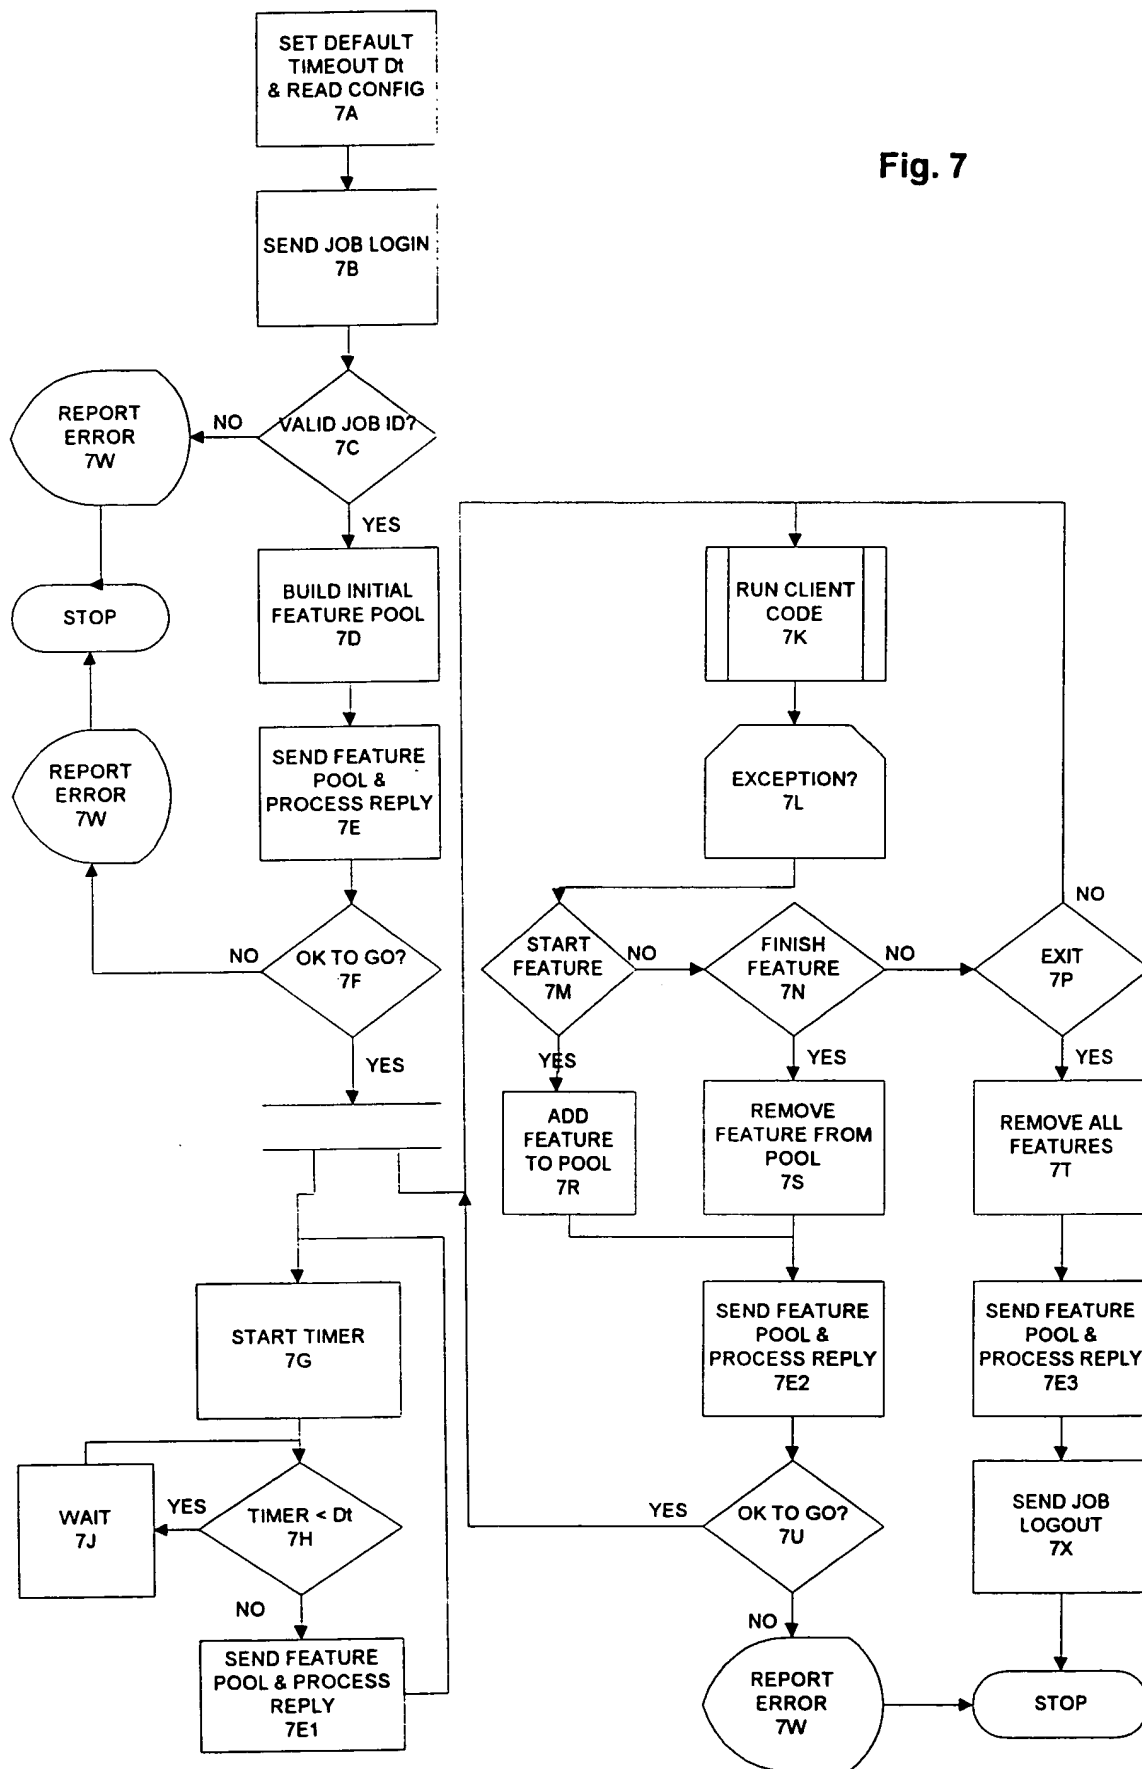 SET DEFAULT
TIMEOUT Dt
& READ CONFIG
7A
Fig. 7
SEND JOB LOGIN
7B
VALID JOB ID?
7C
NO
REPORT
ERROR
7W
YES
STOP
BUILD INITIAL
FEATURE POOL
7D
RUN CLIENT
CODE
7K
SEND FEATURE
POOL &
PROCESS REPLY
7E
REPORT
ERROR
7W
EXCEPTION?
7L
OK TO GO?
7F
NO
YES
START
FEATURE
7M
NO
FINISH
FEATURE
7N
NO
EXIT
7P
NO
YES
YES
YES
ADD
FEATURE
TO POOL
7R
REMOVE
FEATURE FROM
POOL
7S
REMOVE ALL
FEATURES
7T
START TIMER
7G
SEND FEATURE
POOL &
PROCESS REPLY
7E2
SEND FEATURE
POOL &
PROCESS REPLY
7E3
WAIT
7J
YES
TIMER < Dt
7H
NO
YES
OK TO GO?
7U
NO
SEND JOB
LOGOUT
7X
SEND FEATURE
POOL & PROCESS
REPLY
7E1
REPORT
ERROR
7W
STOP